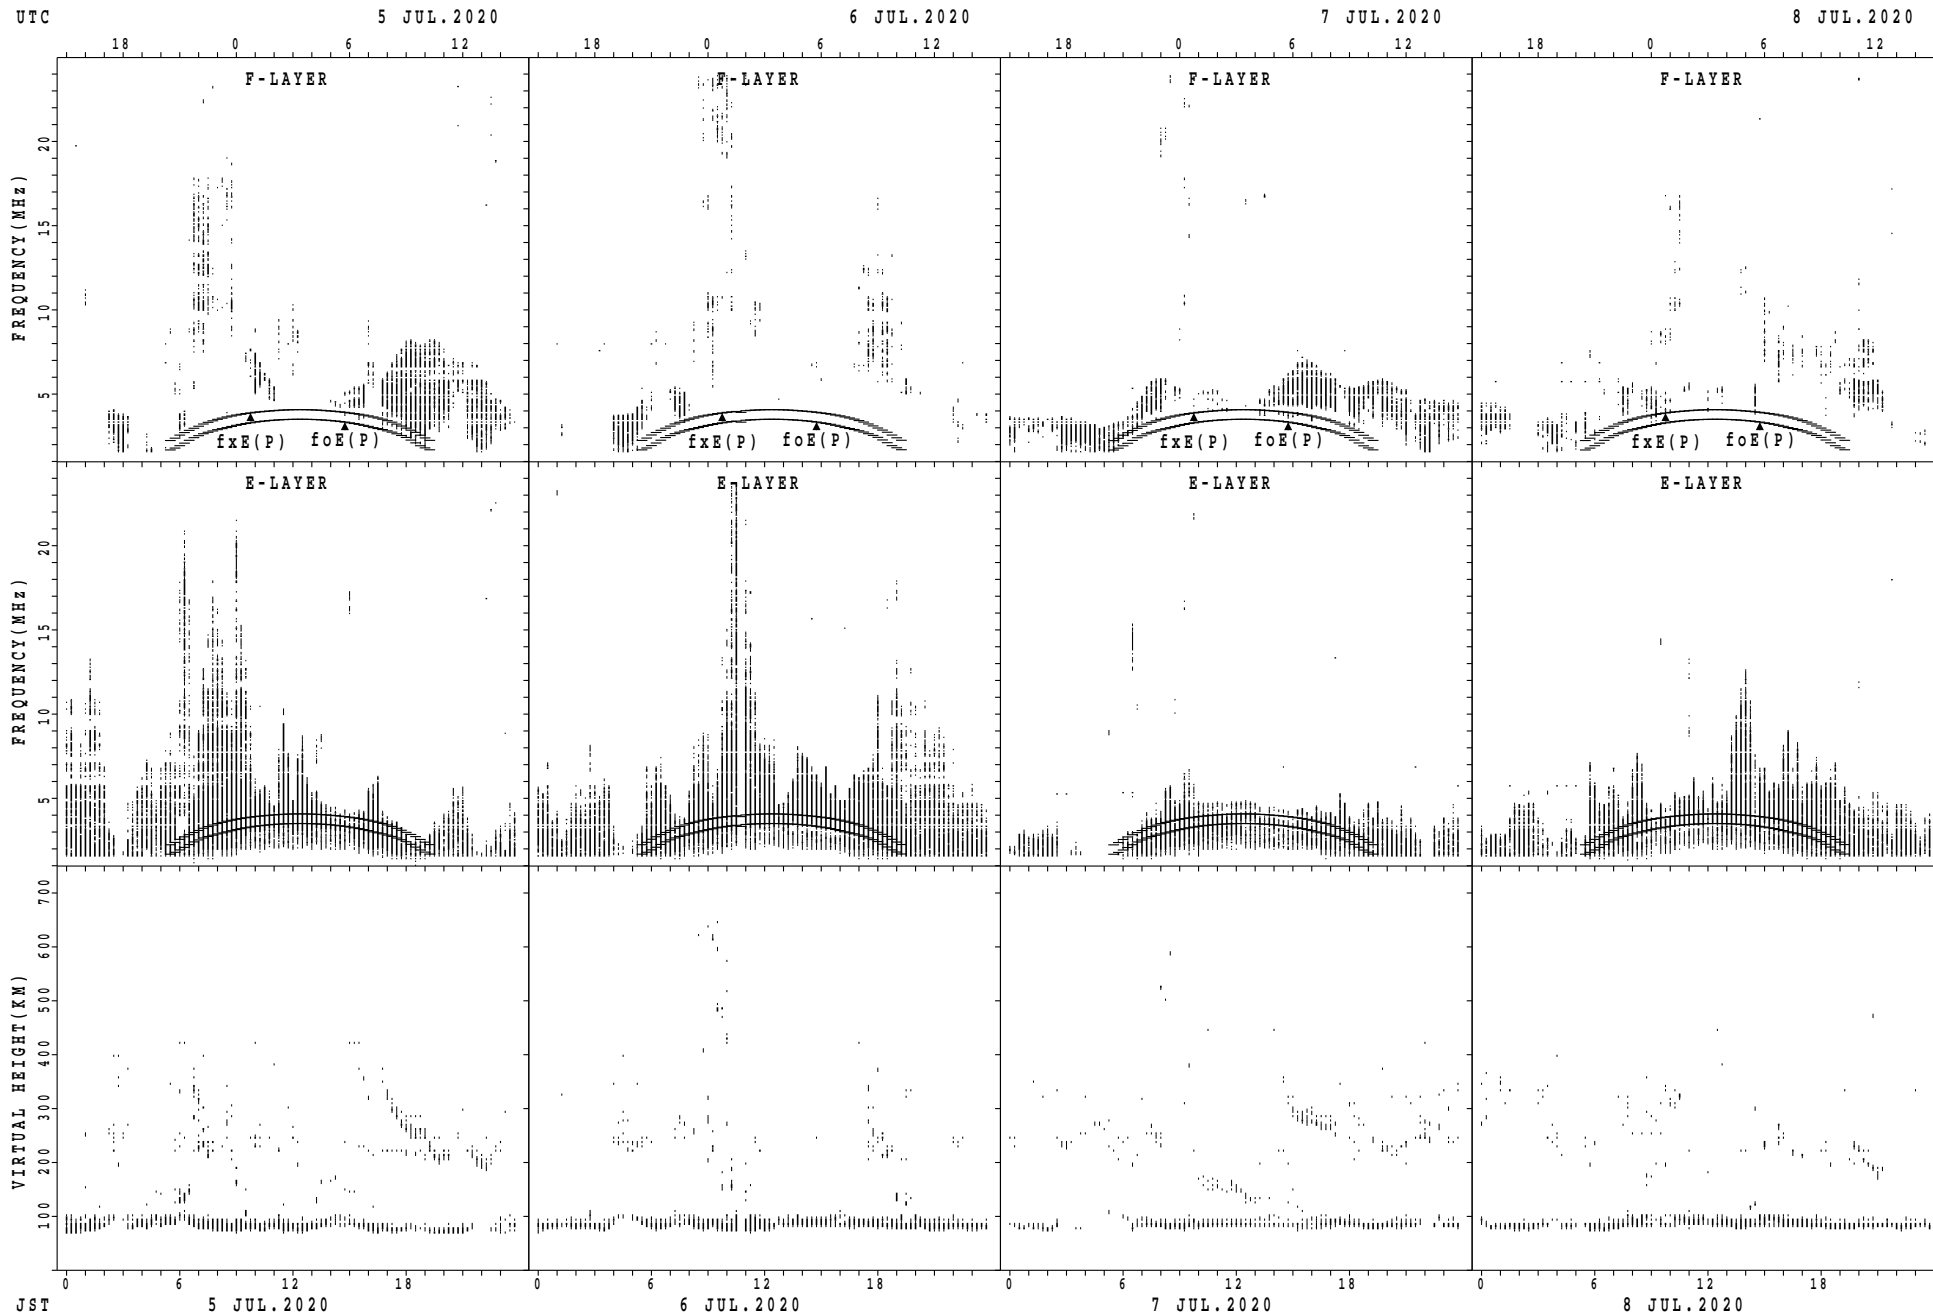 UTC 5 JUL.2020 6 JUL.2020 7 JUL.2020 8 JUL.2020
18 0 6 12 18 0 6 12 18 0 6 12 18 0 6 12
F-LAYER F-LAYER F-LAYER F-LAYER
FREQUENCY(MHz)
20
15
10
5
fxE(P) foE(P) fxE(P) foE(P) fxE(P) foE(P) fxE(P) foE(P)
E-LAYER E-LAYER E-LAYER E-LAYER
FREQUENCY(MHz)
20
15
10
5
VIRTUAL HEIGHT(KM)
700
600
500
400
300
200
100
0 6 12 18 0 6 12 18 0 6 12 18 0 6 12 18
JST 5 JUL.2020 6 JUL.2020 7 JUL.2020 8 JUL.2020